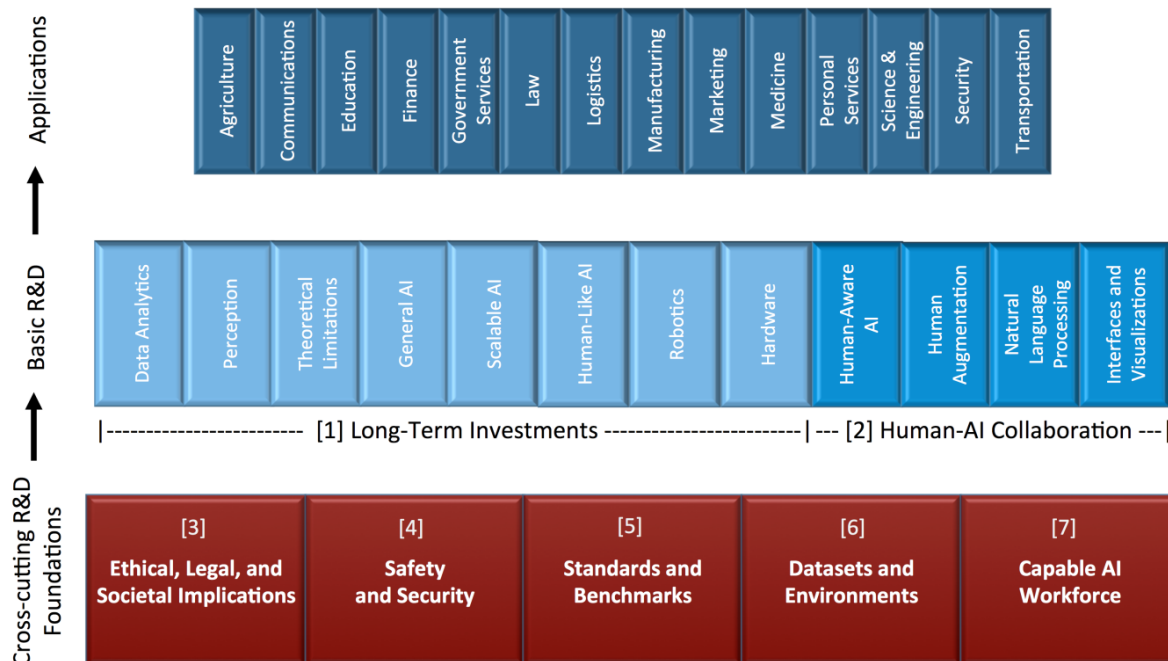 Applications
Agriculture
Communications
Education
Finance
Government
Services
Law
Logistics
Manufacturing
Marketing
Medicine
Personal
Services
Science &
Engineering
Security
Transportation
Basic R&D
Data Analytics
Perception
Theoretical
Limitations
General AI
Scalable AI
Human-Like AI
Robotics
Hardware
Human-Aware
AI
Human
Augmentation
Natural
Language
Processing
Interfaces and
Visualizations
|----------------------- [1] Long-Term Investments -----------------------|--- [2] Human-AI Collaboration ---|
Cross-cutting R&D
Foundations
[3]
Ethical, Legal, and
Societal Implications
[4]
Safety
and Security
[5]
Standards and
Benchmarks
[6]
Datasets and
Environments
[7]
Capable AI
Workforce